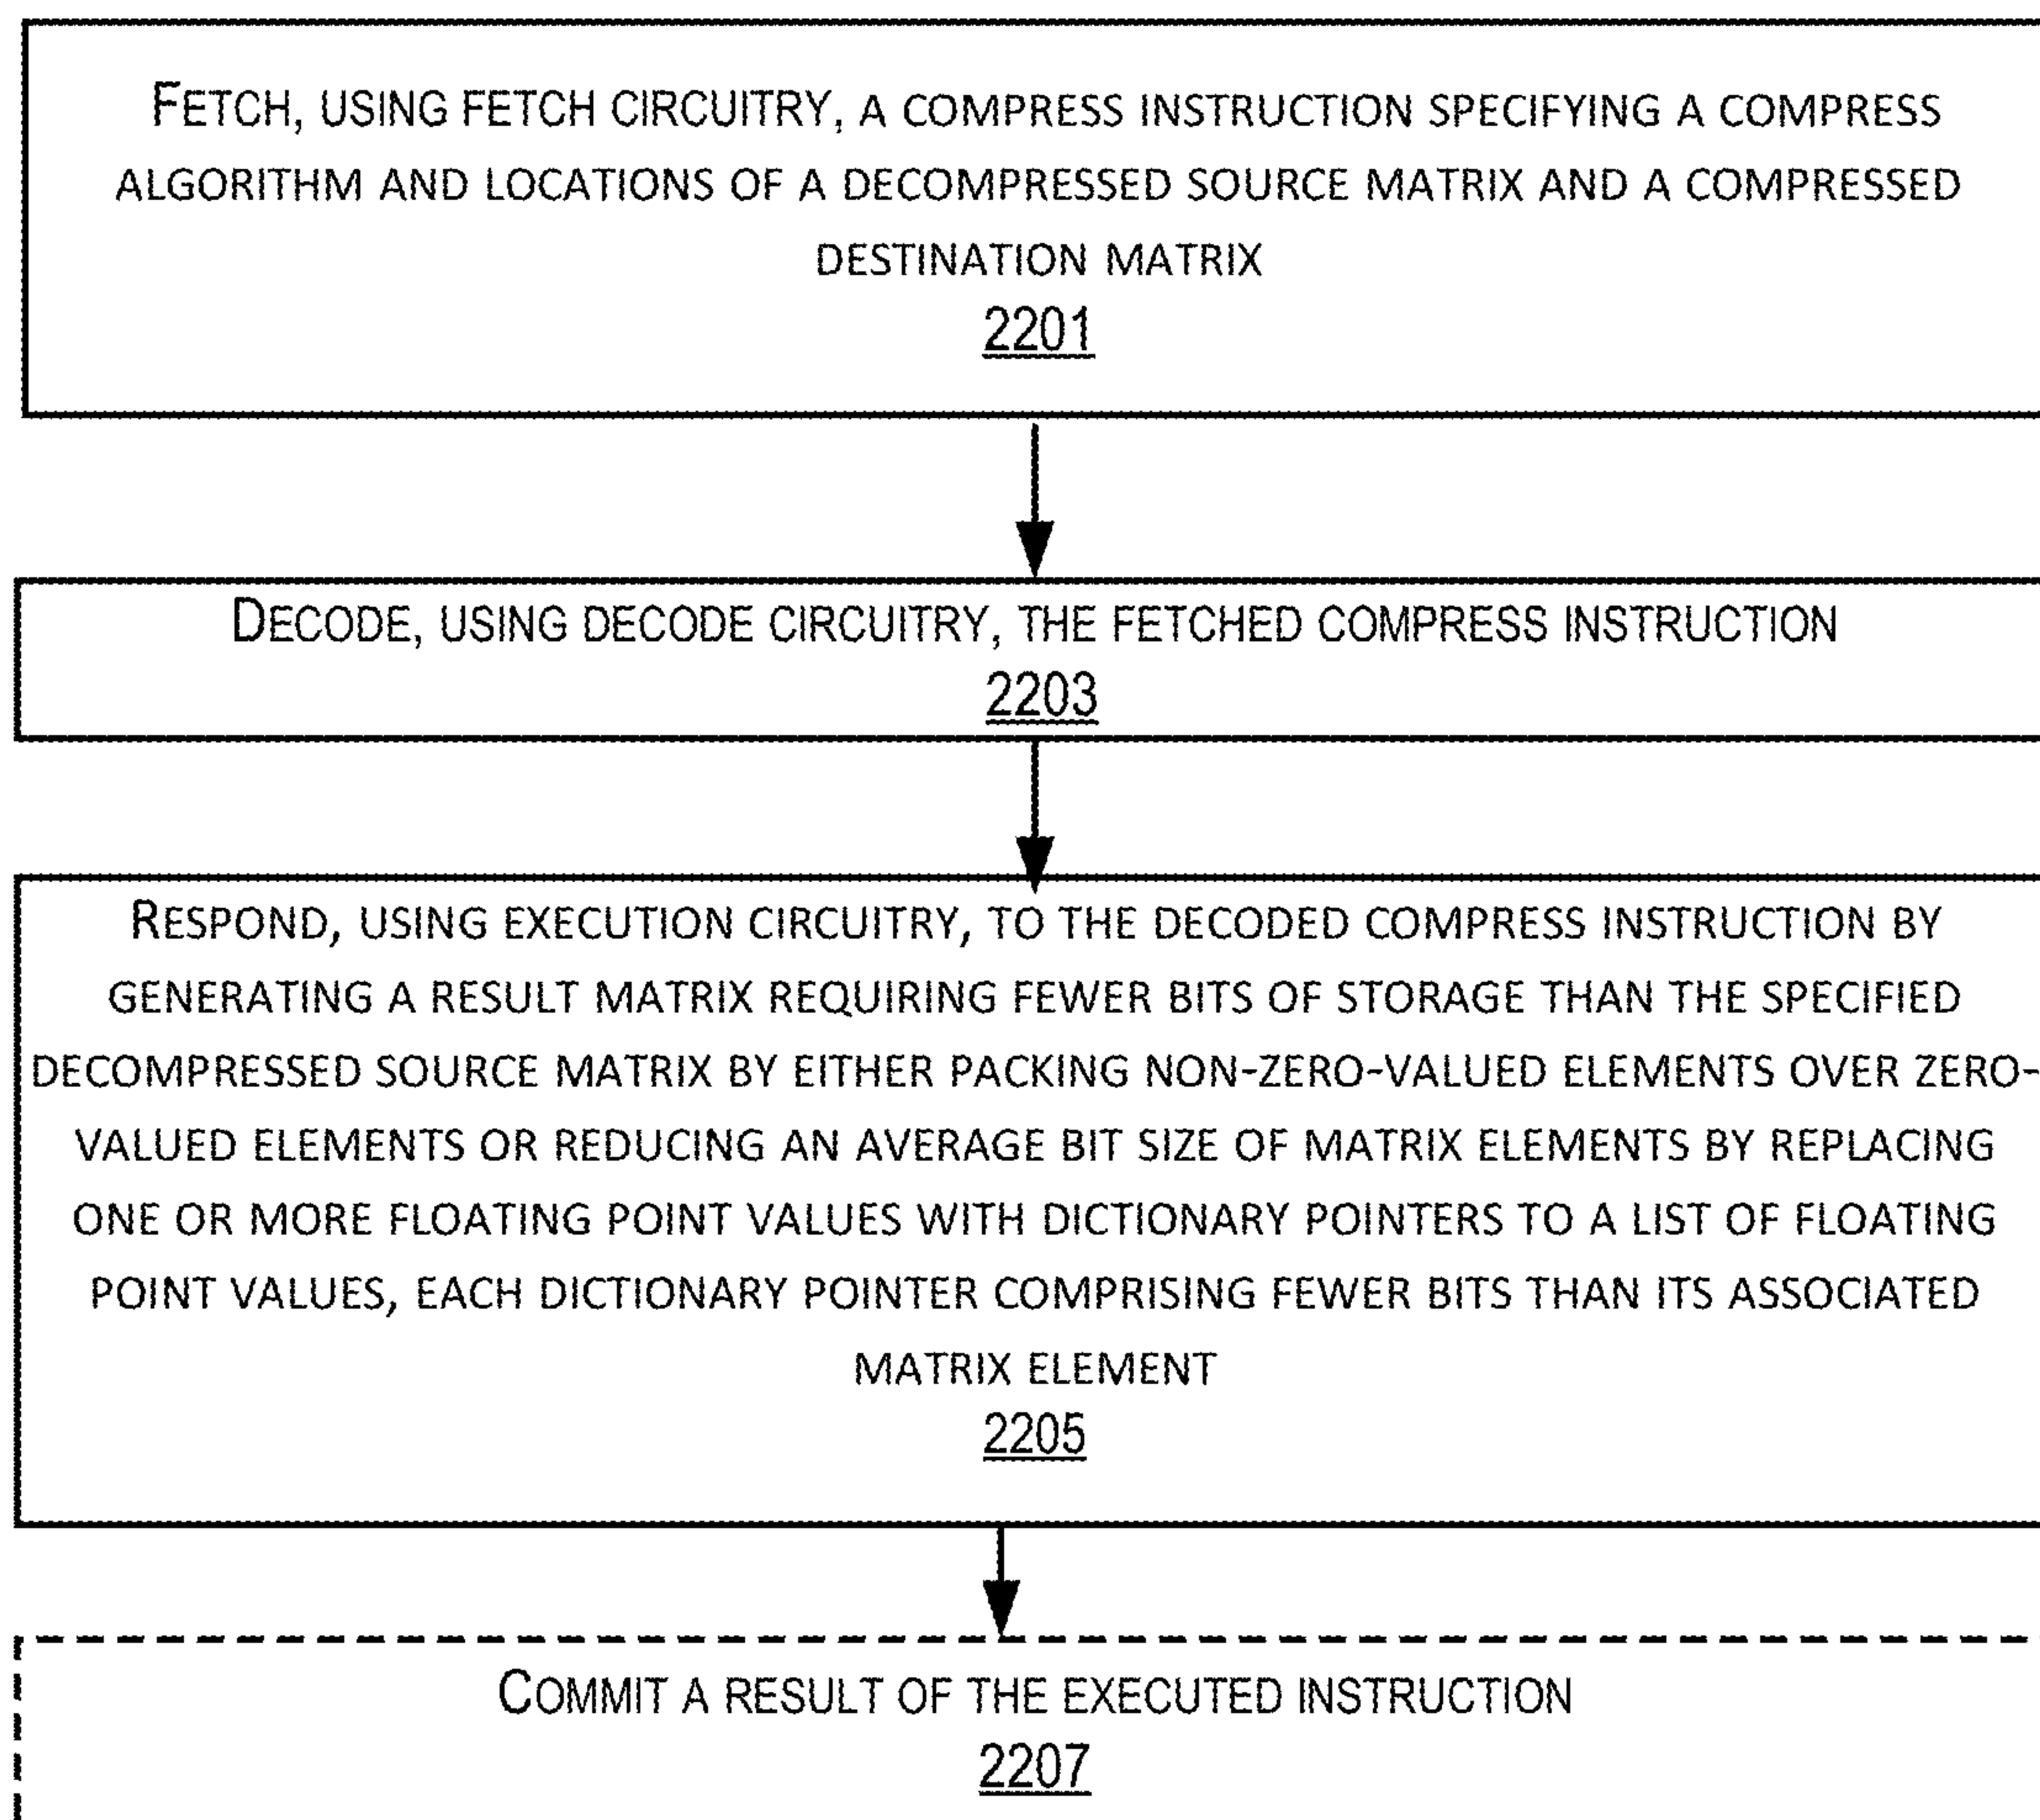 FETCH, USING FETCH CIRCUITRY, A COMPRESS INSTRUCTION SPECIFYING A COMPRESS
ALGORITHM AND LOCATIONS OF A DECOMPRESSED SOURCE MATRIX AND A COMPRESSED
DESTINATION MATRIX
2201
DECODE, USING DECODE CIRCUITRY, THE FETCHED COMPRESS INSTRUCTION
2203
RESPOND, USING EXECUTION CIRCUITRY, TO THE DECODED COMPRESS INSTRUCTION BY
GENERATING A RESULT MATRIX REQUIRING FEWER BITS OF STORAGE THAN THE SPECIFIED
DECOMPRESSED SOURCE MATRIX BY EITHER PACKING NON-ZERO-VALUED ELEMENTS OVER ZERO-
VALUED ELEMENTS OR REDUCING AN AVERAGE BIT SIZE OF MATRIX ELEMENTS BY REPLACING
ONE OR MORE FLOATING POINT VALUES WITH DICTIONARY POINTERS TO A LIST OF FLOATING
POINT VALUES, EACH DICTIONARY POINTER COMPRISING FEWER BITS THAN ITS ASSOCIATED
MATRIX ELEMENT
2205
COMMIT A RESULT OF THE EXECUTED INSTRUCTION
2207